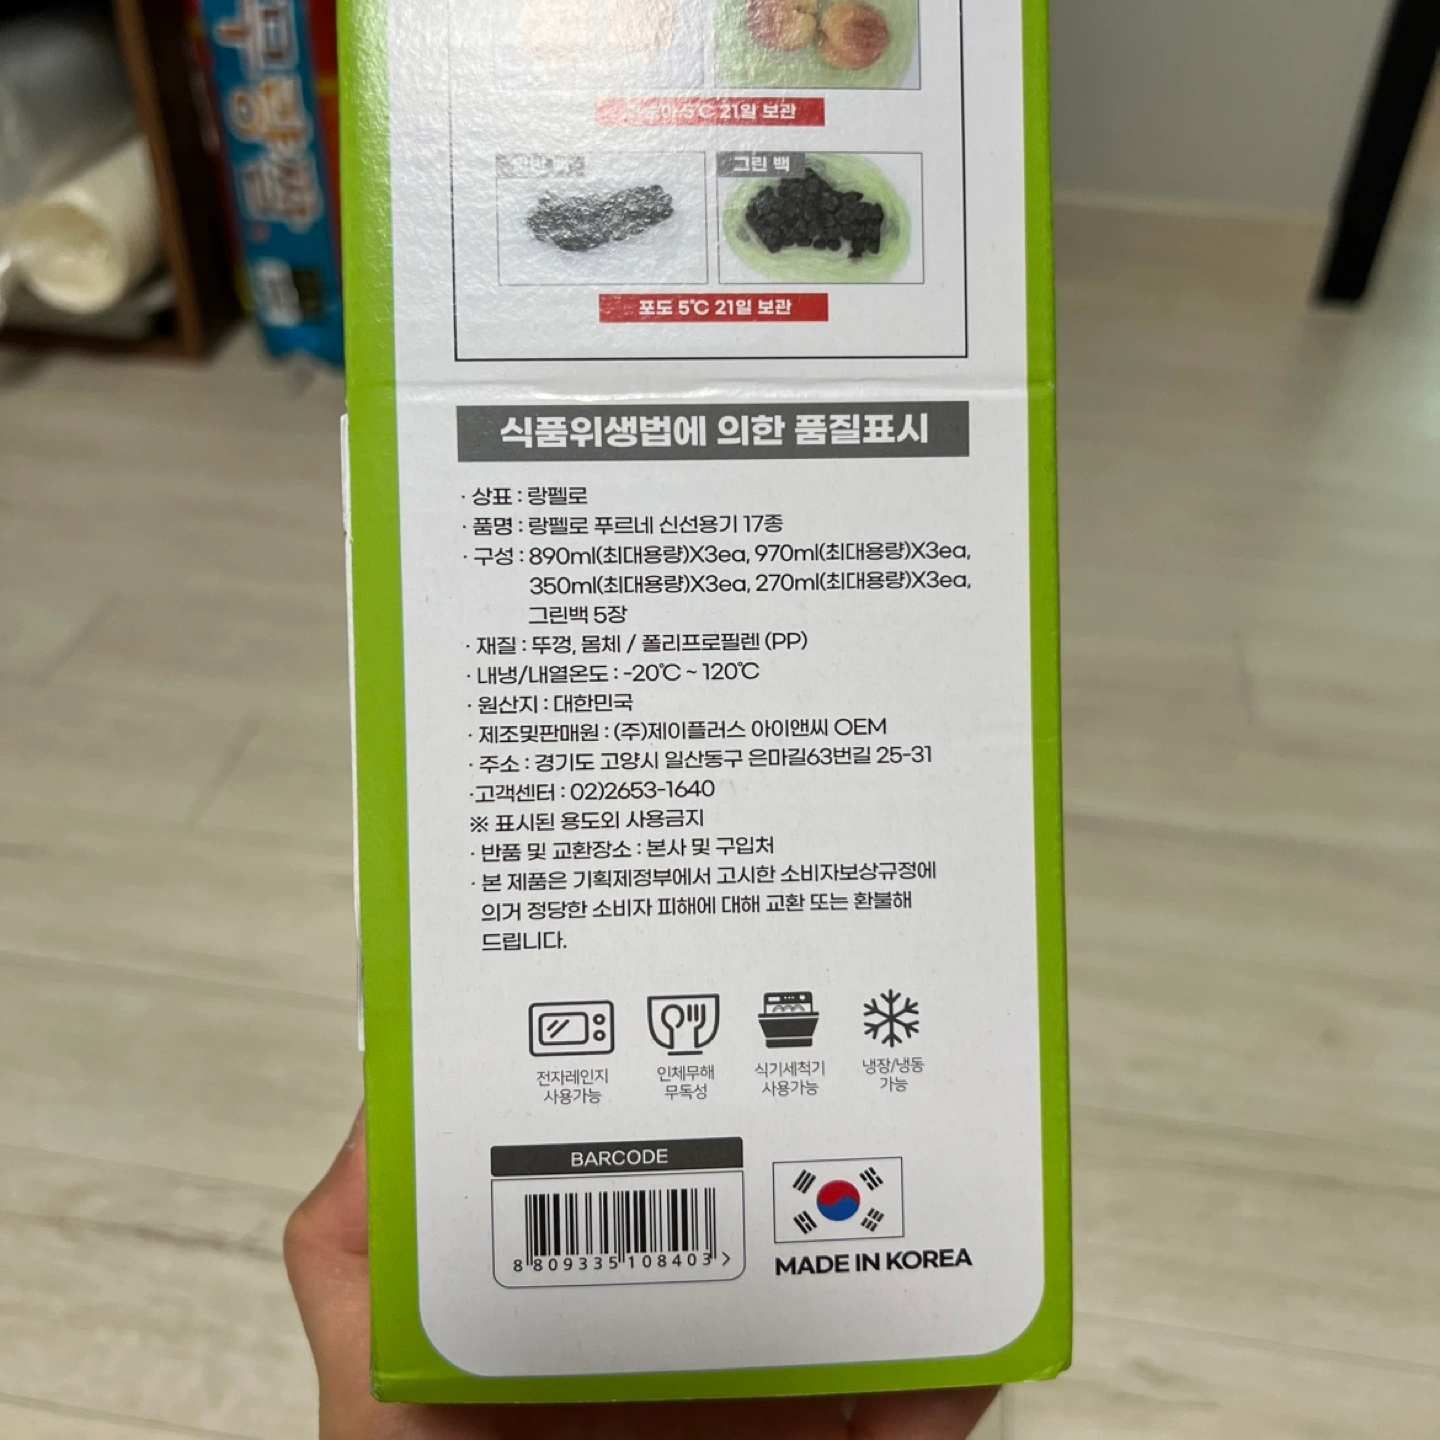 5℃ 21일 보관
그린 백
포도 5℃ 21일 보관
식품위생법에 의한 품질표시
· 상표 : 랑펠로
· 품명 : 랑펠로 푸르네 신선용기 17종
· 구성 : 890ml(최대용량)X3ea, 970ml(최대용량)X3ea,
350ml(최대용량)X3ea, 270ml(최대용량)X3ea,
그린백 5장
· 재질 : 뚜껑, 몸체 / 폴리프로필렌 (PP)
· 내냉/내열온도 : -20℃ ~ 120℃
· 원산지 : 대한민국
· 제조및판매원 : (주)제이플러스 아이앤씨 OEM
· 주소 : 경기도 고양시 일산동구 은마길63번길 25-31
·고객센터 : 02)2653-1640
※ 표시된 용도외 사용금지
· 반품 및 교환장소 : 본사 및 구입처
· 본 제품은 기획제정부에서 고시한 소비자보상규정에
의거 정당한 소비자 피해에 대해 교환 또는 환불해
드립니다.
전자레인지
사용가능
인체무해
무독성
식기세척기
사용가능
냉장/냉동
가능
BARCODE
8 809335 108403 >
MADE IN KOREA